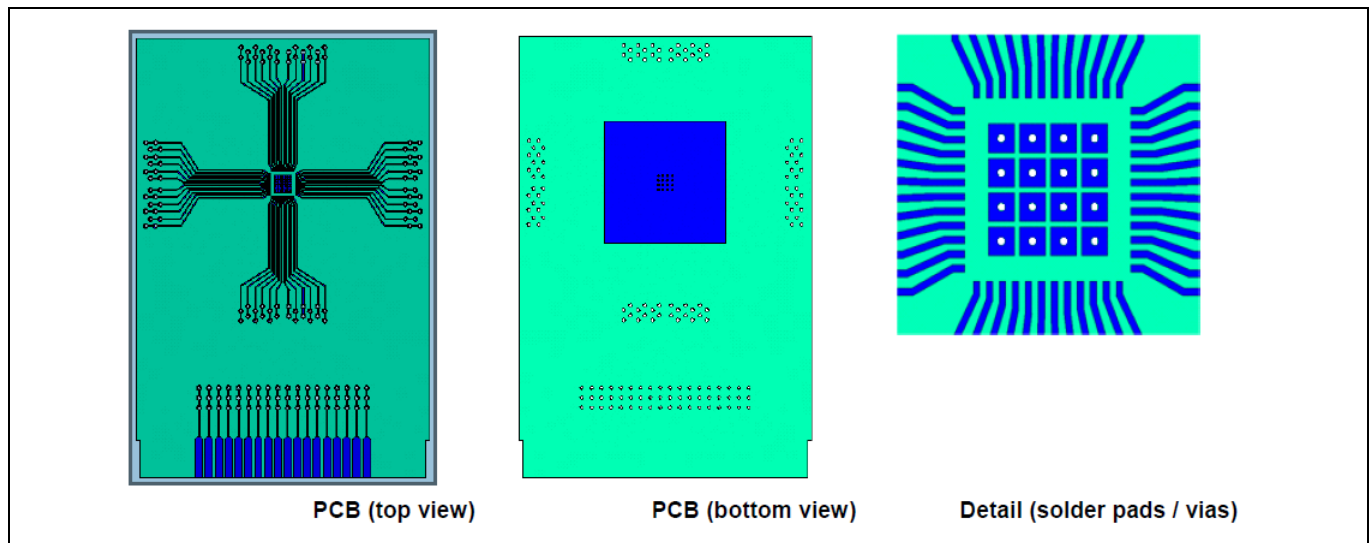 PCB (top view)
PCB (bottom view)
Detail (solder pads / vias)